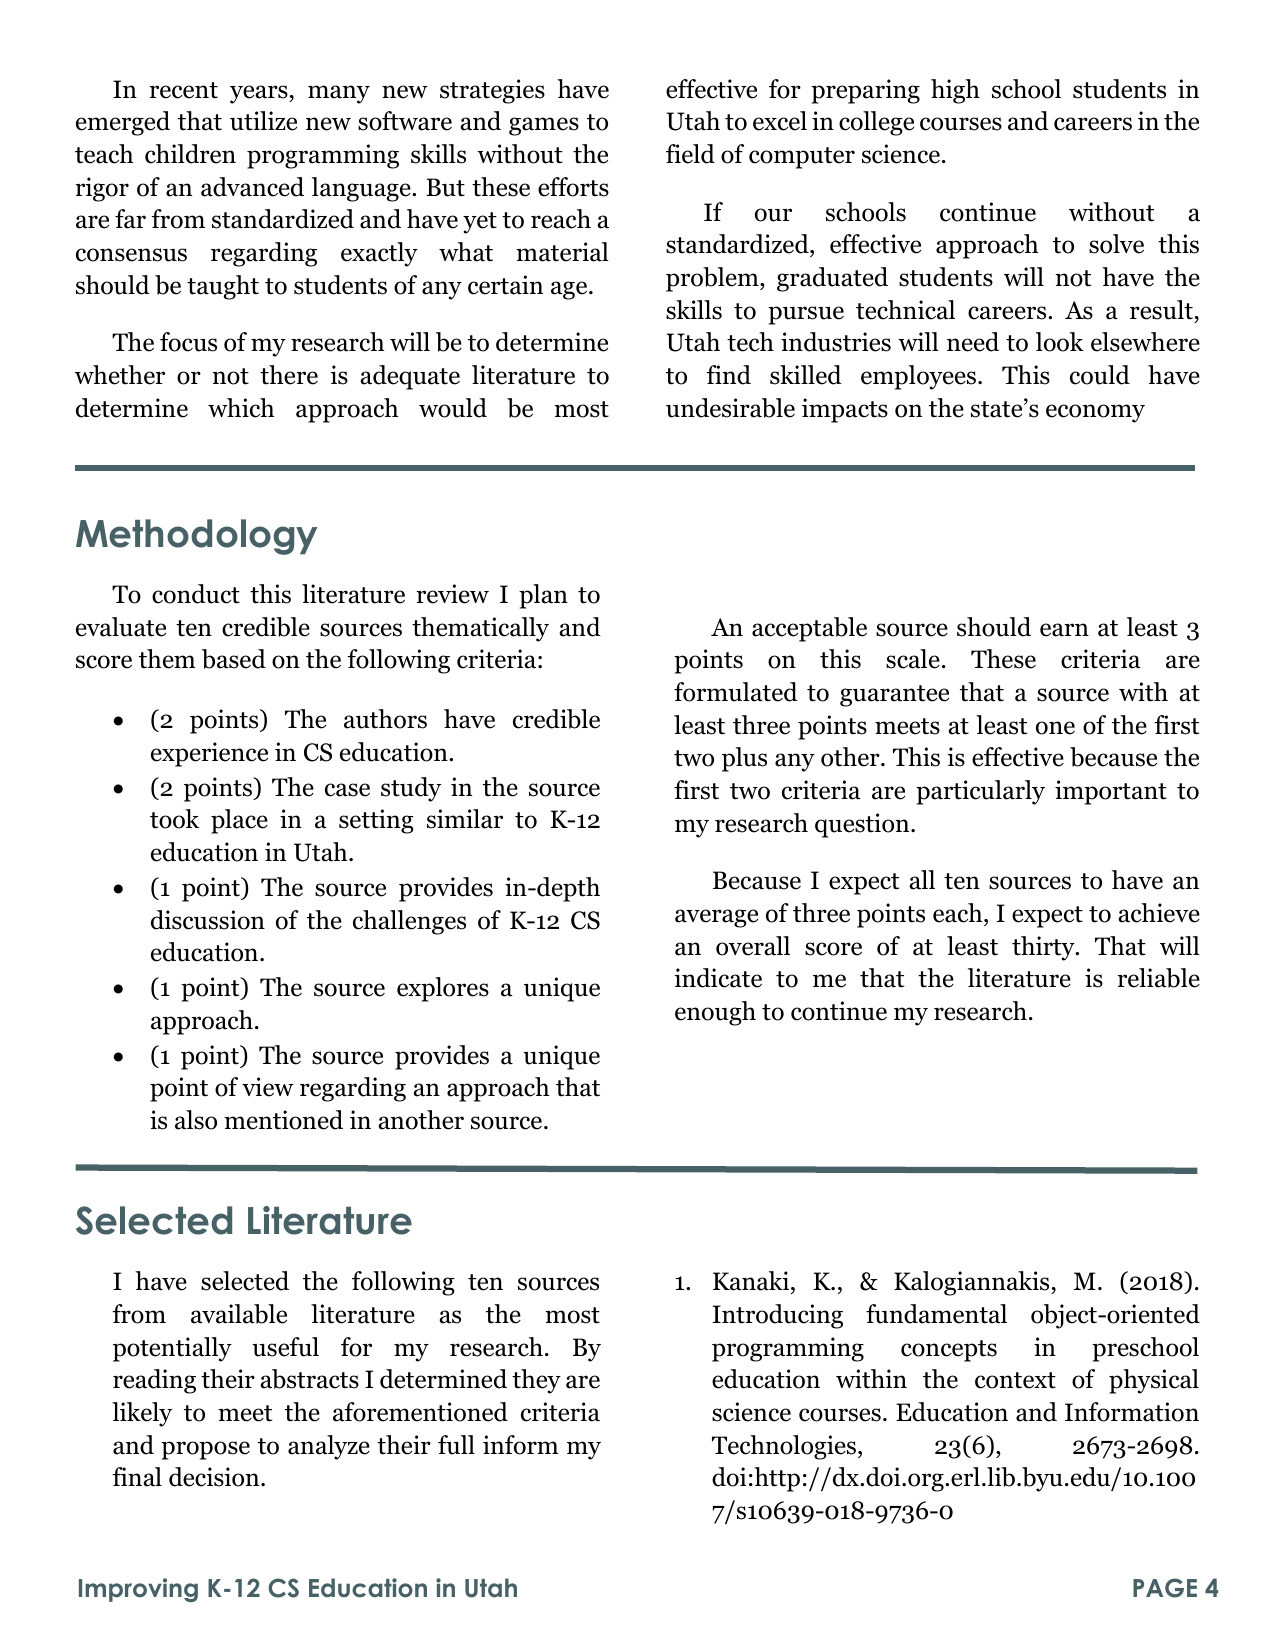 In recent years, many new strategies have
emerged that utilize new software and games to
teach children programming skills without the
rigor of an advanced language. But these efforts
are far from standardized and have yet to reach a
consensus regarding exactly what material
should be taught to students of any certain age.
The focus of my research will be to determine
whether or not there is adequate literature to
determine which approach would be most
effective for preparing high school students in
Utah to excel in college courses and careers in the
field of computer science.
If our schools continue without a
standardized, effective approach to solve this
problem, graduated students will not have the
skills to pursue technical careers. As a result,
Utah tech industries will need to look elsewhere
to find skilled employees. This could have
undesirable impacts on the state’s economy
Methodology
To conduct this literature review I plan to
evaluate ten credible sources thematically and
score them based on the following criteria:
• (2 points) The authors have credible
experience in CS education.
• (2 points) The case study in the source
took place in a setting similar to K-12
education in Utah.
• (1 point) The source provides in-depth
discussion of the challenges of K-12 CS
education.
• (1 point) The source explores a unique
approach.
• (1 point) The source provides a unique
point of view regarding an approach that
is also mentioned in another source.
An acceptable source should earn at least 3
points on this scale. These criteria are
formulated to guarantee that a source with at
least three points meets at least one of the first
two plus any other. This is effective because the
first two criteria are particularly important to
my research question.
Because I expect all ten sources to have an
average of three points each, I expect to achieve
an overall score of at least thirty. That will
indicate to me that the literature is reliable
enough to continue my research.
Selected Literature
I have selected the following ten sources
from available literature as the most
potentially useful for my research. By
reading their abstracts I determined they are
likely to meet the aforementioned criteria
and propose to analyze their full inform my
final decision.
1. Kanaki, K., & Kalogiannakis, M. (2018).
Introducing fundamental object-oriented
programming concepts in preschool
education within the context of physical
science courses. Education and Information
Technologies, 23(6), 2673-2698.
doi:http://dx.doi.org.erl.lib.byu.edu/10.100
7/s10639-018-9736-0
Improving K-12 CS Education in Utah
PAGE 4